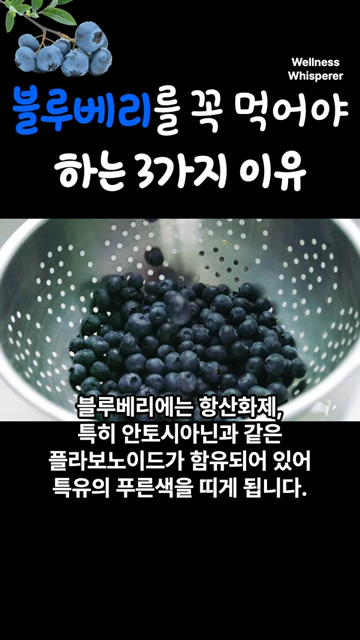 Wellness
Whisperer
블루베리를 꼭 먹어야
하는 3가지 이유
블루베리에는 항산화제,
특히 안토시아닌과 같은
플라보노이드가 함유되어 있어
특유의 푸른색을 띠게 됩니다.